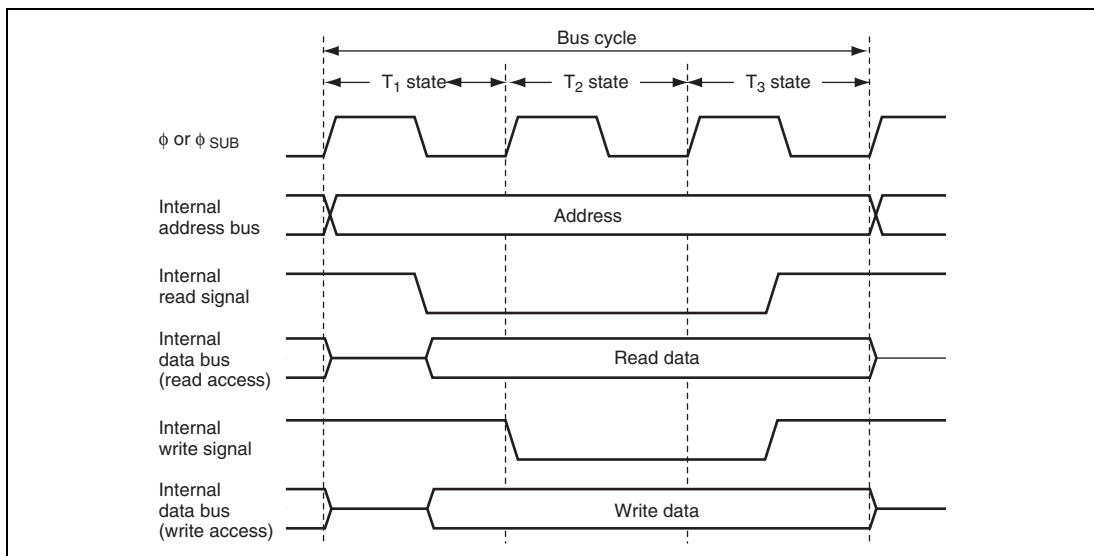 Bus cycle
T1 state
T2 state
T3 state
ϕ or ϕ SUB
Internal
address bus
Address
Internal
read signal
Internal
data bus
(read access)
Read data
Internal
write signal
Internal
data bus
(write access)
Write data